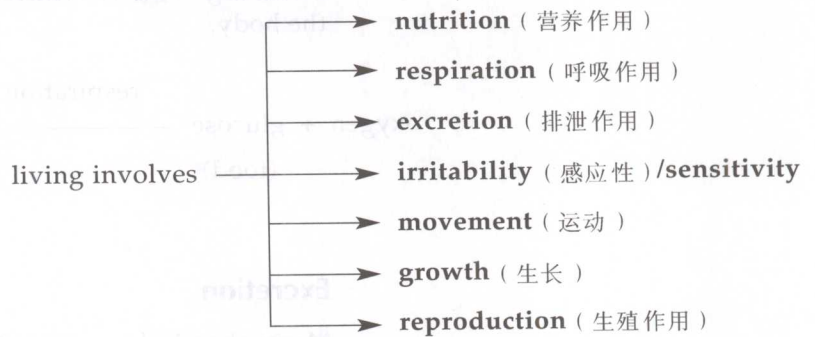 nutrition (营养作用)
respiration (呼吸作用)
excretion (排泄作用)
living involves
irritability (感应性)/sensitivity
movement (运动)
growth (生长)
reproduction (生殖作用)